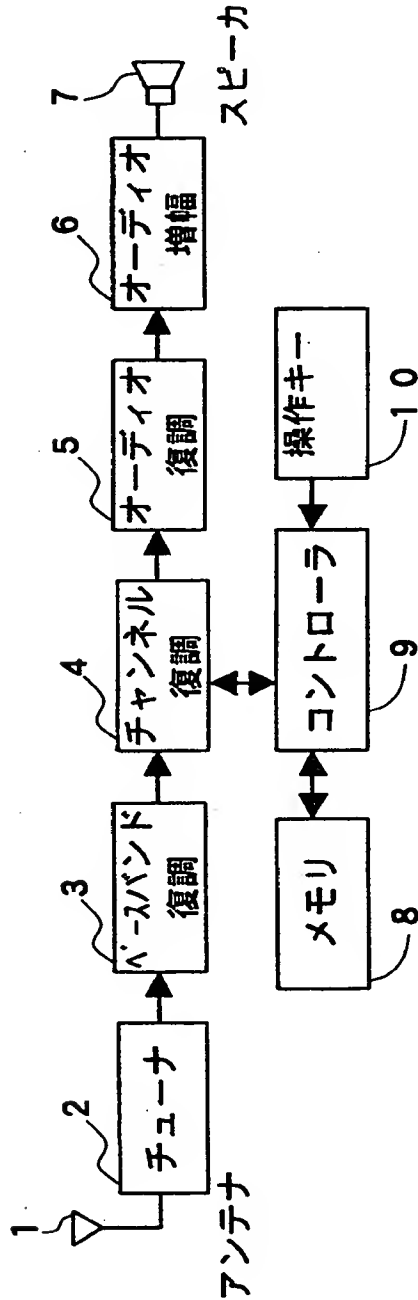 1
アンテナ
2
チューナ
3
ベースバンド
復調
4
チャンネル
復調
5
オーディオ
復調
6
オーディオ
増幅
7
スピーカ
メモリ
8
コントローラ
9
操作キー
10